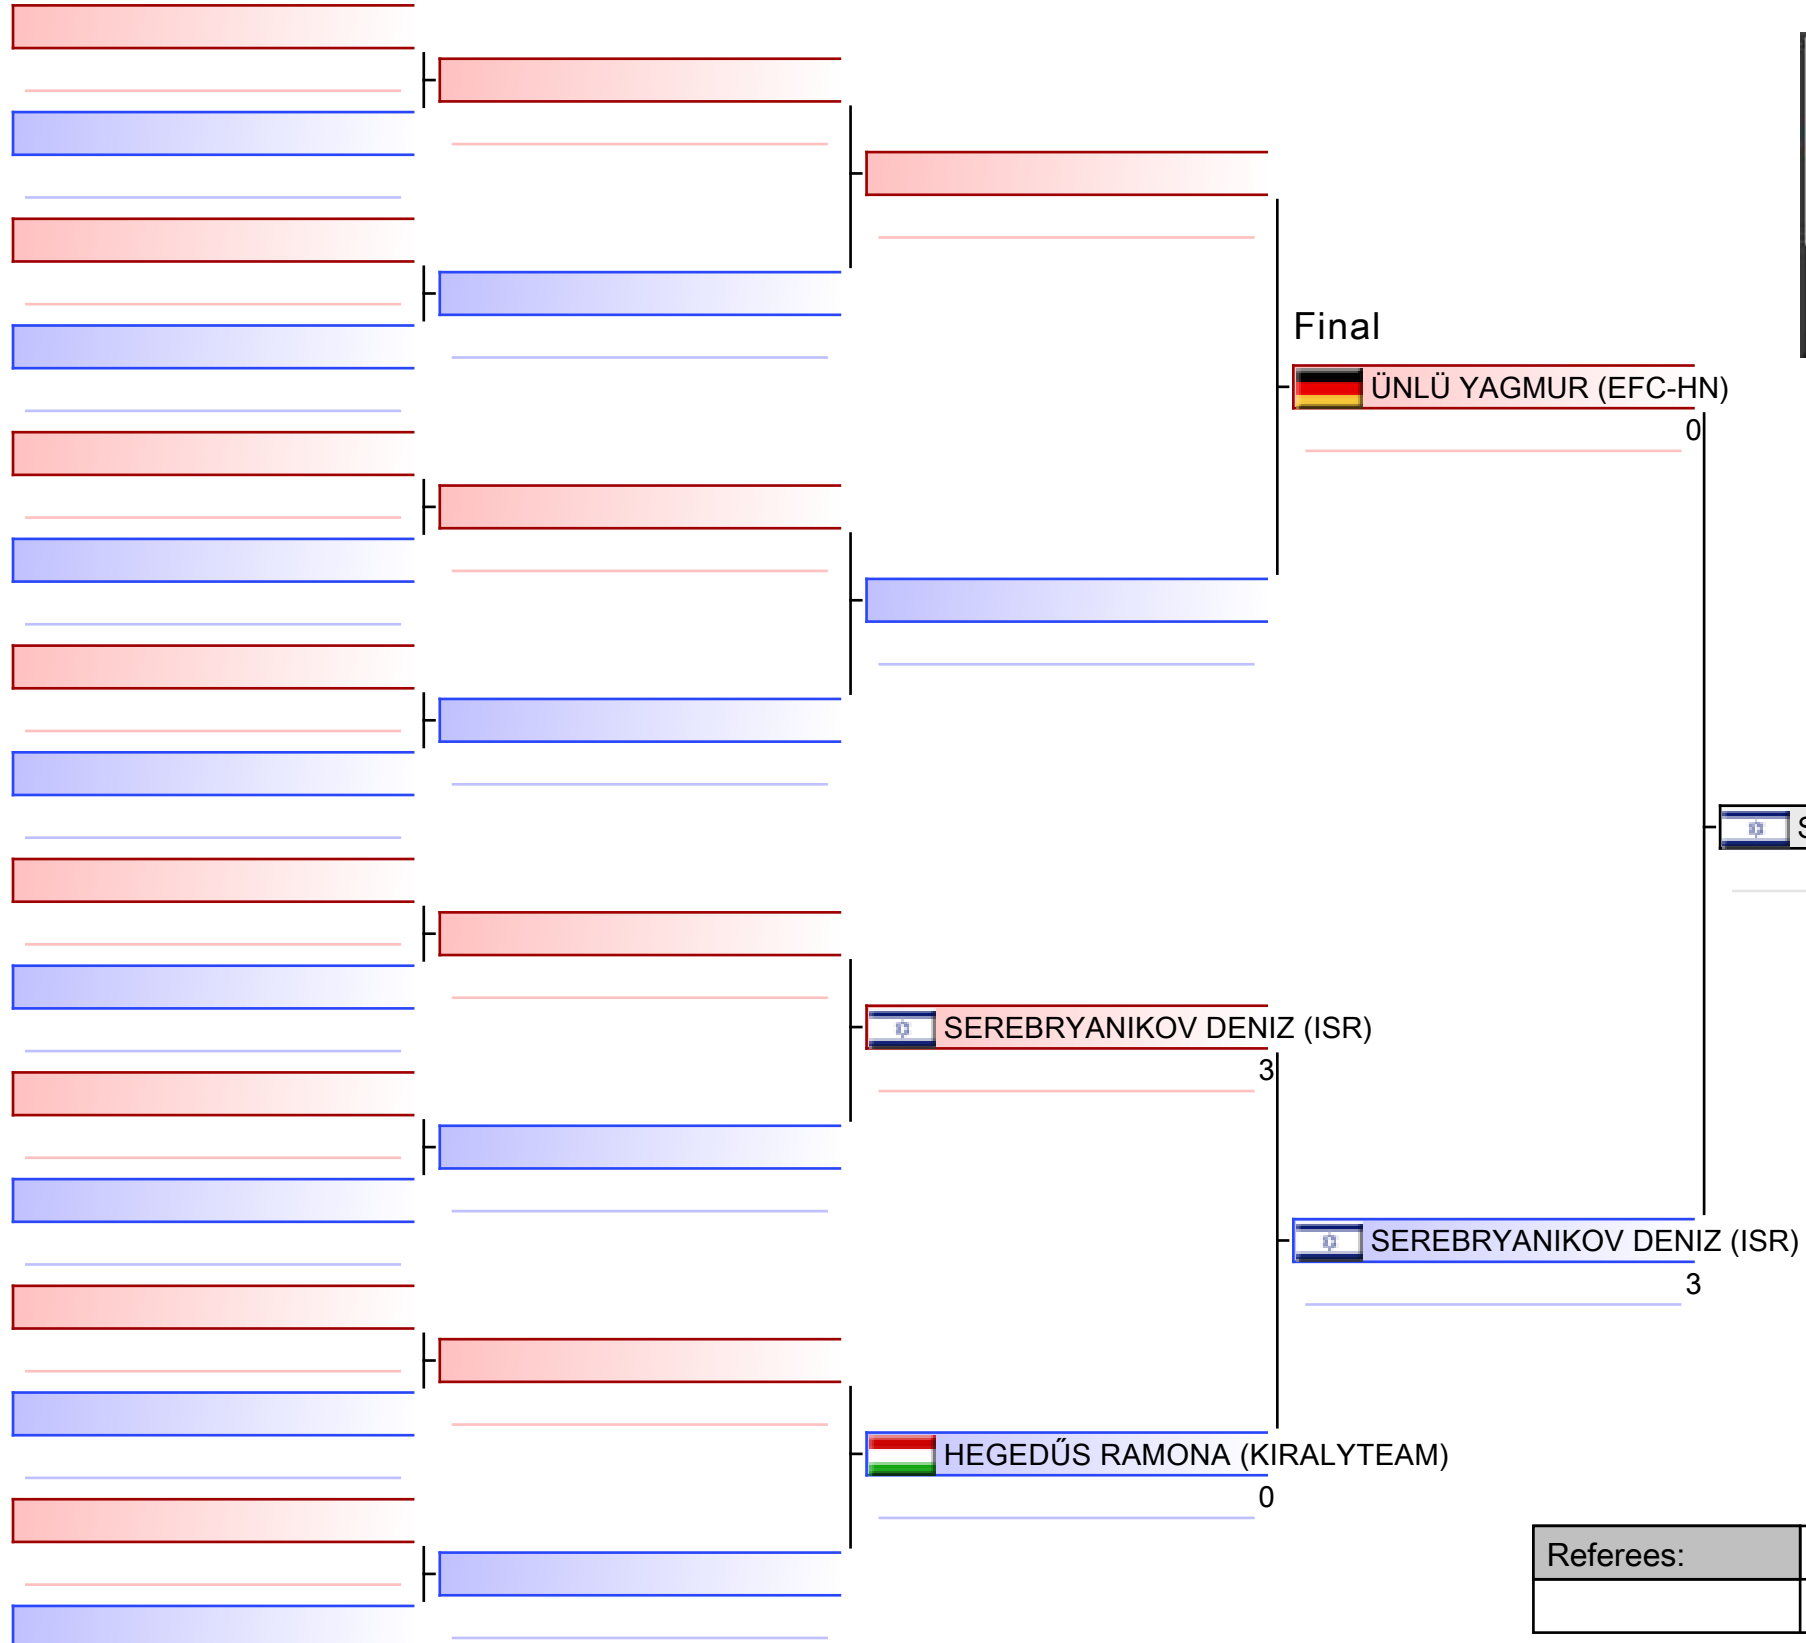 Final
ÜNLÜ YAGMUR (EFC-HN)
0
SEREBRYANIKOV DENIZ (ISR)
3
SEREBRYANIKOV DENIZ (ISR)
3
HEGEDŰS RAMONA (KIRALYTEAM)
0
Referees: